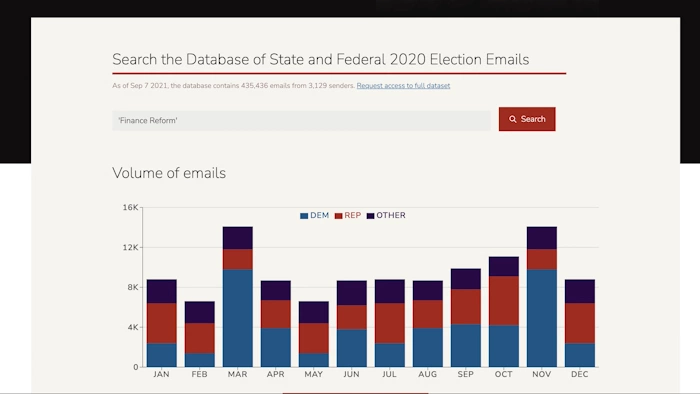 Search the Database of State and Federal 2020 Election Emails
As of Sep 7 2021, the database contains 435,436 emails from 3,129 senders. Request access to full dataset
'Finance Reform'
Search
Volume of emails
16K
DEM REP OTHER
12K
8K
4K
0
JAN FEB MAR APR MAY JUN JUL AUG SEP OCT NOV DEC